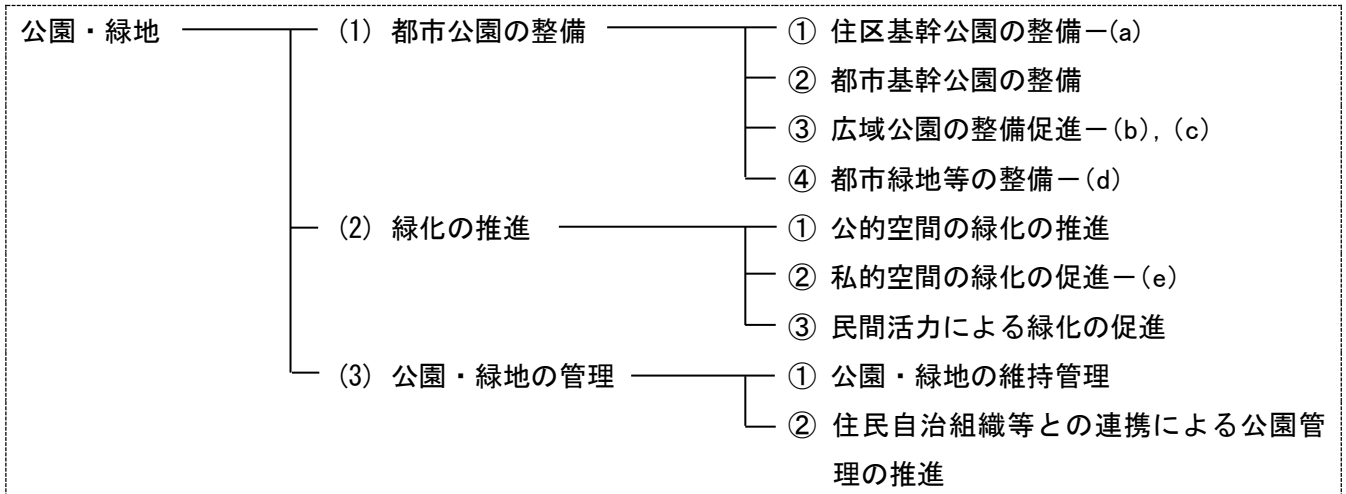 公園・緑地
(1) 都市公園の整備
① 住区基幹公園の整備－(a)
② 都市基幹公園の整備
③ 広域公園の整備促進－(b), (c)
④ 都市緑地等の整備－(d)
(2) 緑化の推進
① 公的空間の緑化の推進
② 私的空間の緑化の促進－(e)
③ 民間活力による緑化の促進
(3) 公園・緑地の管理
① 公園・緑地の維持管理
② 住民自治組織等との連携による公園管
理の推進